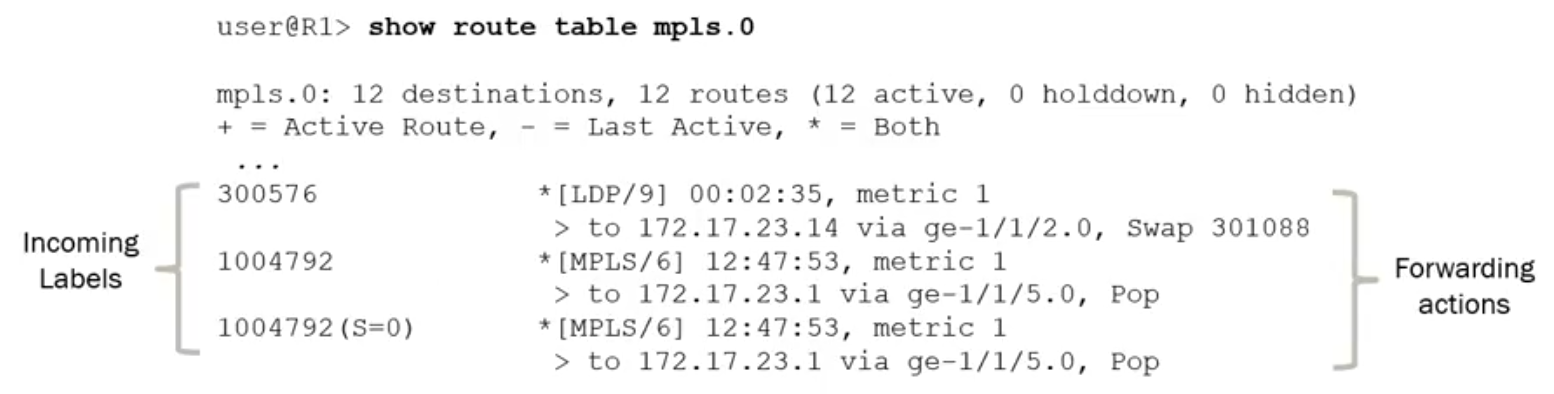 user@R1> show route table mpls.0
mpls.0: 12 destinations, 12 routes (12 active, 0 holddown, 0 hidden)
+ = Active Route, - = Last Active, * = Both
...
300576 *[LDP/9] 00:02:35, metric 1
> to 172.17.23.14 via ge-1/1/2.0, Swap 301088
1004792 *[MPLS/6] 12:47:53, metric 1
> to 172.17.23.1 via ge-1/1/5.0, Pop
1004792(S=0) *[MPLS/6] 12:47:53, metric 1
> to 172.17.23.1 via ge-1/1/5.0, Pop
Incoming
Labels
Forwarding
actions